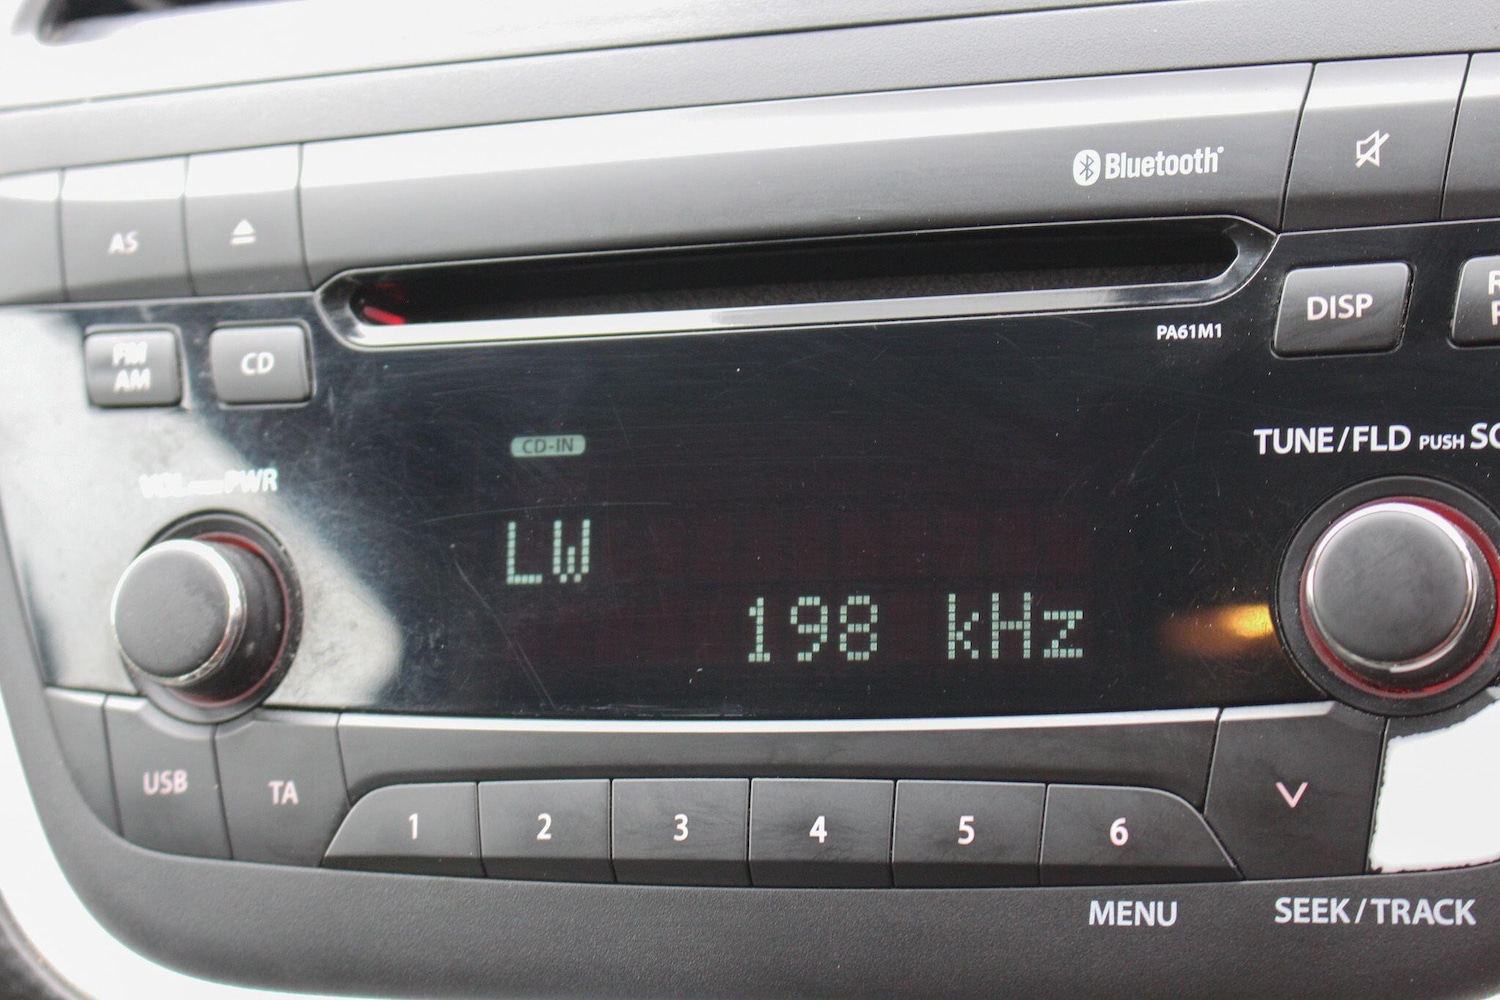 Bluetooth®
AS
DISP
PA61M1
FM
AM
CD
TUNE/FLD PUSH
CD-IN
VOL PWR
LW
198 kHz
USB
TA
1
2
3
4
5
6
MENU
SEEK/TRACK